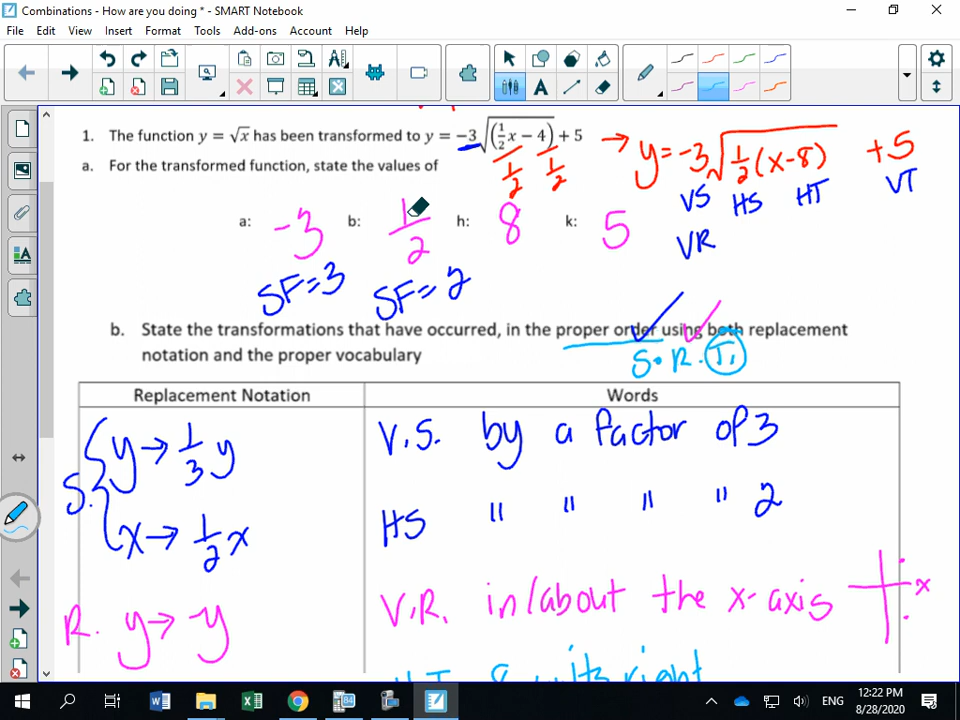 Combinations - How are you doing * - SMART Notebook
File Edit View Insert Format Tools Add-ons Account Help
1. The function y = √x has been transformed to y = −3√(½x − 4) + 5
→ y = -3√½(x-8) +5
½ ½
a. For the transformed function, state the values of
VS HS HT VT
VR
a: -3 b: 1/2 h: 8 k: 5
SF=3 SF=2
b. State the transformations that have occurred, in the proper order using both replacement
notation and the proper vocabulary
S. R. T.
Replacement Notation Words
S. y→ 1/3 y V.S. by a factor of 3
x→ 1/2 x HS " " " " 2
R. y→ -y V.R. in/about the x-axis x
8 units right
ENG
12:22 PM
8/28/2020